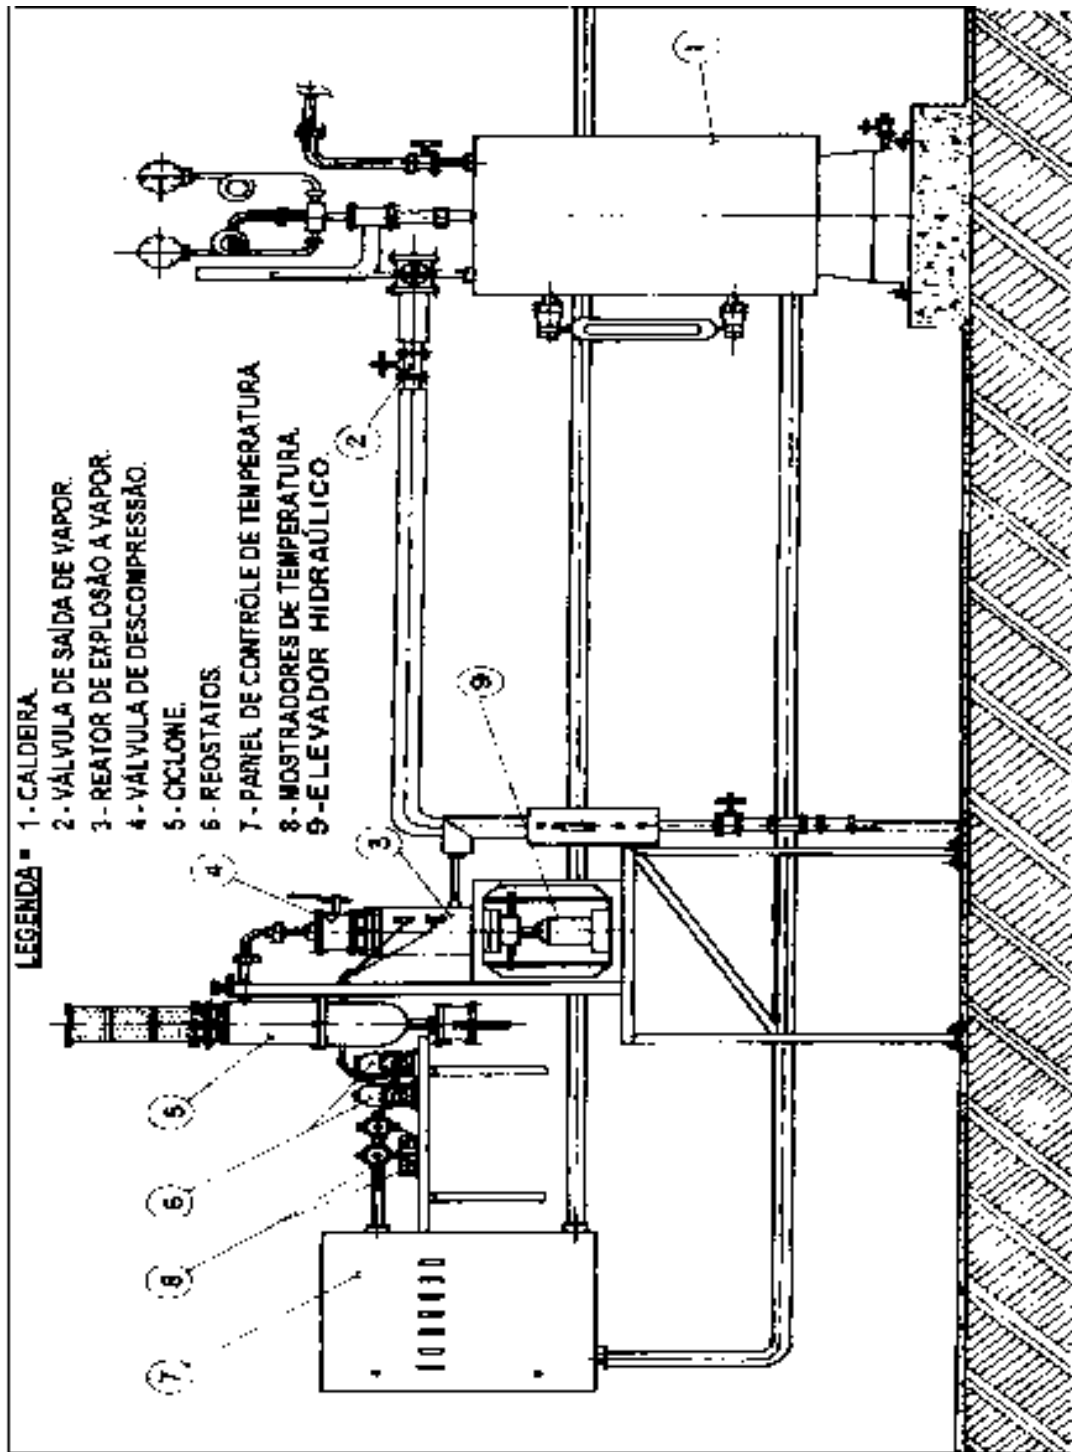 LEGENDA =
1 - CALDEIRA.
2 - VÁLVULA DE SAÍDA DE VAPOR.
3 - REATOR DE EXPLOSÃO A VAPOR.
4 - VÁLVULA DE DESCOMPRESSÃO.
5 - CICLONE.
6 - REOSTATOS.
7 - PAINEL DE CONTRÔLE DE TEMPERATURA
8 - MOSTRADORES DE TEMPERATURA.
9-ELEVADOR HIDRAÚLICO
1
2
3
4
5
6
7
8
9